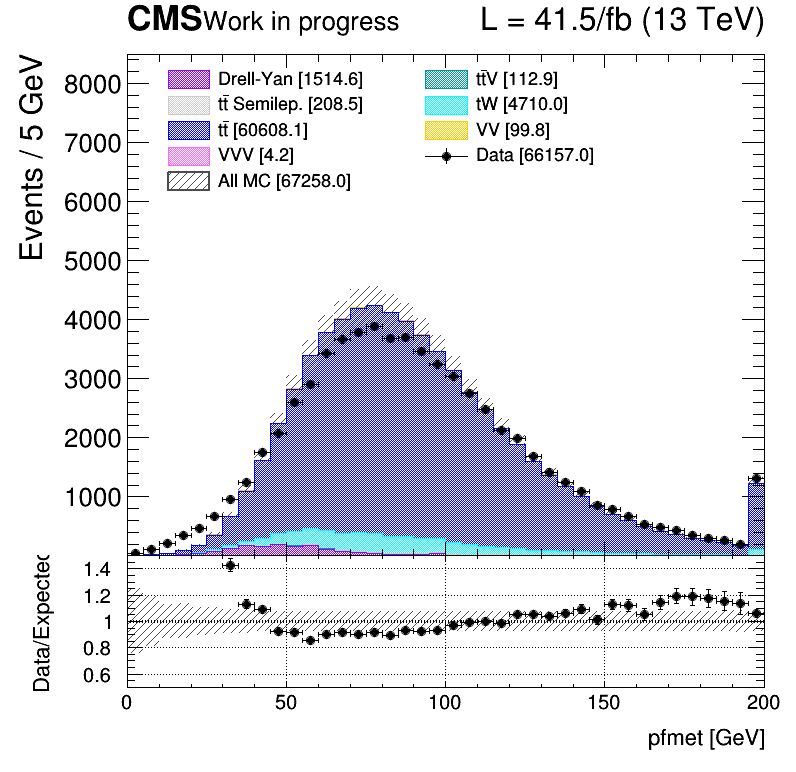 CMS Work in progress L = 41.5/fb (13 TeV)
Events / 5 GeV
8000
7000
6000
5000
4000
3000
2000
1000
Drell-Yan [1514.6]
tt̄ Semilep. [208.5]
tt̄ [60608.1]
VVV [4.2]
All MC [67258.0]
tt̄V [112.9]
tW [4710.0]
VV [99.8]
Data [66157.0]
Data/Expected
1.4
1.2
1
0.8
0.6
0 50 100 150 200
pfmet [GeV]